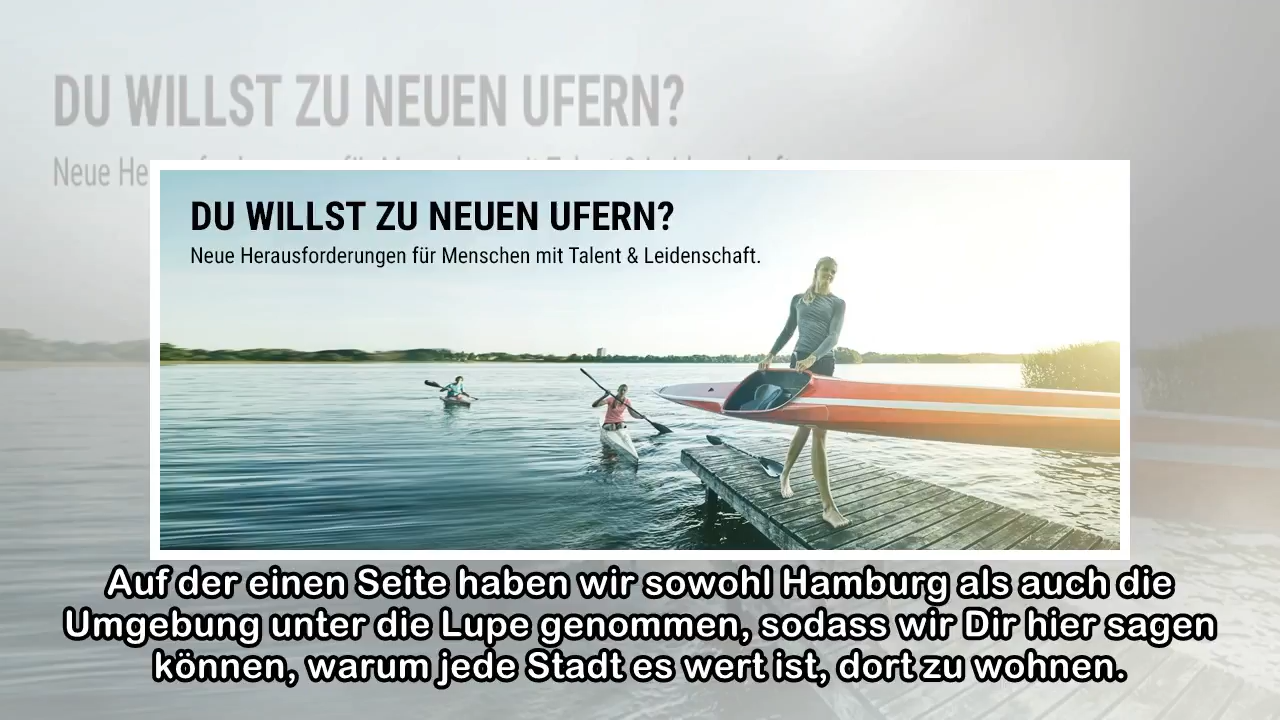 DU WILLST ZU NEUEN UFERN?
Neue He
DU WILLST ZU NEUEN UFERN?
Neue Herausforderungen für Menschen mit Talent & Leidenschaft.
Auf der einen Seite haben wir sowohl Hamburg als auch die
Umgebung unter die Lupe genommen, sodass wir Dir hier sagen
können, warum jede Stadt es wert ist, dort zu wohnen.